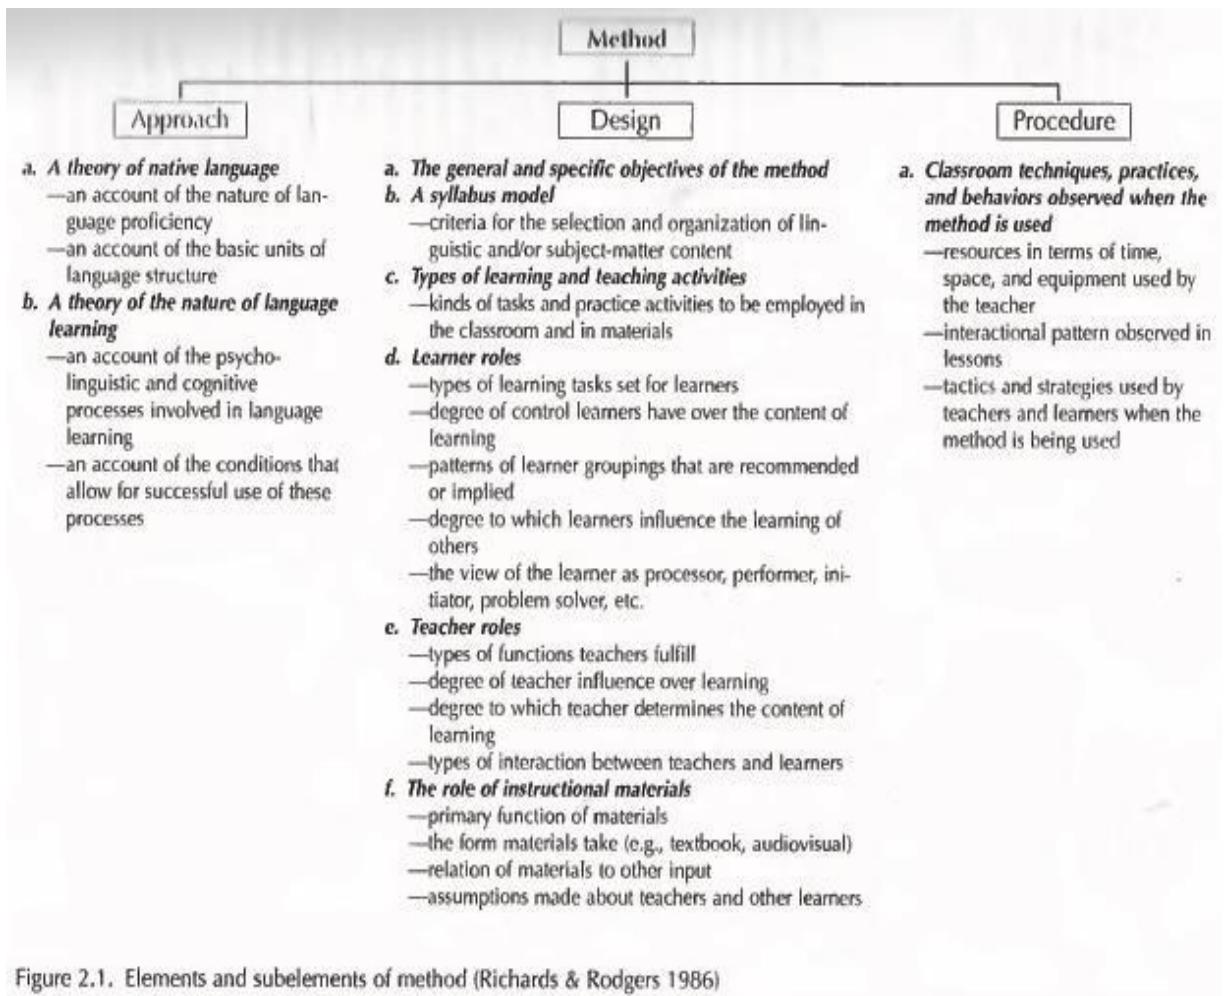 Method
Approach
a. A theory of native language
—an account of the nature of lan-
guage proficiency
—an account of the basic units of
language structure
b. A theory of the nature of language
learning
—an account of the psycho-
linguistic and cognitive
processes involved in language
learning
—an account of the conditions that
allow for successful use of these
processes
Design
a. The general and specific objectives of the method
b. A syllabus model
—criteria for the selection and organization of lin-
guistic and/or subject-matter content
c. Types of learning and teaching activities
—kinds of tasks and practice activities to be employed in
the classroom and in materials
d. Learner roles
—types of learning tasks set for learners
—degree of control learners have over the content of
learning
—patterns of learner groupings that are recommended
or implied
—degree to which learners influence the learning of
others
—the view of the learner as processor, performer, ini-
tiator, problem solver, etc.
e. Teacher roles
—types of functions teachers fulfill
—degree of teacher influence over learning
—degree to which teacher determines the content of
learning
—types of interaction between teachers and learners
f. The role of instructional materials
—primary function of materials
—the form materials take (e.g., textbook, audiovisual)
—relation of materials to other input
—assumptions made about teachers and other learners
Procedure
a. Classroom techniques, practices,
and behaviors observed when the
method is used
—resources in terms of time,
space, and equipment used by
the teacher
—interactional pattern observed in
lessons
—tactics and strategies used by
teachers and learners when the
method is being used
Figure 2.1. Elements and subelements of method (Richards & Rodgers 1986)